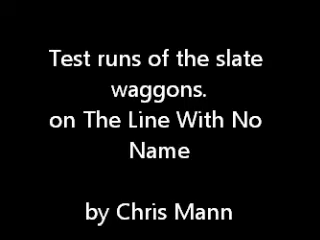 Test runs of the slate
waggons.
on The Line With No
Name
by Chris Mann